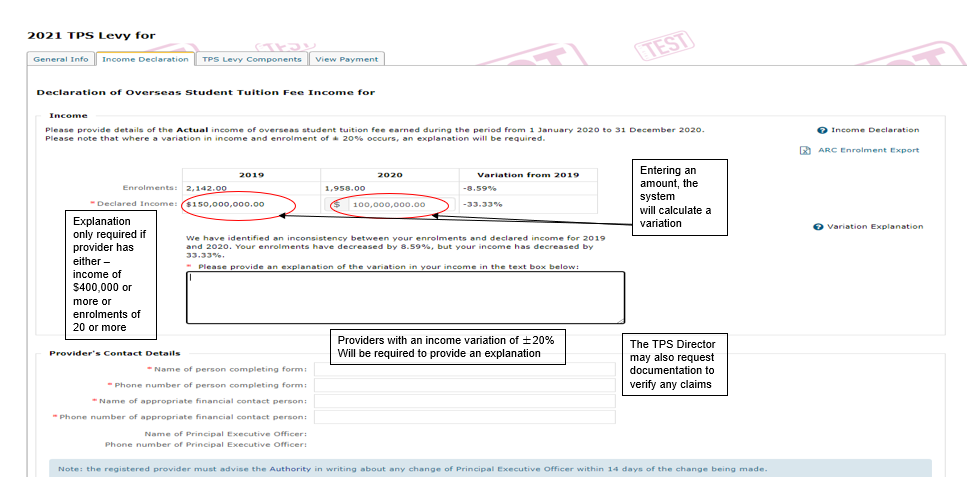 2021 TPS Levy for
TEST
TEST
General Info
Income Declaration
TPS Levy Components
View Payment
Declaration of Overseas Student Tuition Fee Income for
Income
Please provide details of the Actual income of overseas student tuition fee earned during the period from 1 January 2020 to 31 December 2020.
Please note that where a variation in income and enrolment of ± 20% occurs, an explanation will be required.
Income Declaration
ARC Enrolment Export
2019 2020 Variation from 2019
Enrolments: 2,142.00 1,958.00 -8.59%
* Declared Income: $150,000,000.00 $ 100,000,000.00 -33.33%
Entering an
amount, the
system
will calculate a
variation
Variation Explanation
Explanation
only required if
provider has
either –
income of
$400,000 or
more or
enrolments of
20 or more
We have identified an inconsistency between your enrolments and declared income for 2019
and 2020. Your enrolments have decreased by 8.59%, but your income has decreased by
33.33%.
* Please provide an explanation of the variation in your income in the text box below:
Providers with an income variation of ±20%
Will be required to provide an explanation
The TPS Director
may also request
documentation to
verify any claims
Provider's Contact Details
* Name of person completing form:
* Phone number of person completing form:
* Name of appropriate financial contact person:
* Phone number of appropriate financial contact person:
Name of Principal Executive Officer:
Phone number of Principal Executive Officer:
Note: the registered provider must advise the Authority in writing about any change of Principal Executive Officer within 14 days of the change being made.